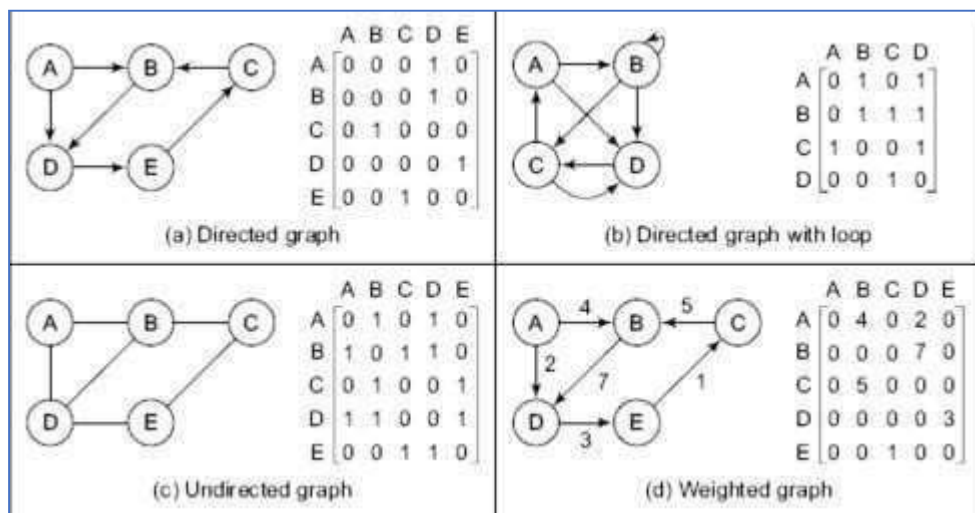 A B C
D E
A B C D E
A 0 0 0 1 0
B 0 0 0 1 0
C 0 1 0 0 0
D 0 0 0 0 1
E 0 0 1 0 0
(a) Directed graph
A B
C D
A B C D
A 0 1 0 1
B 0 1 1 1
C 1 0 0 1
D 0 0 1 0
(b) Directed graph with loop
A B C
D E
A B C D E
A 0 1 0 1 0
B 1 0 1 1 0
C 0 1 0 0 1
D 1 1 0 0 1
E 0 0 1 1 0
(c) Undirected graph
A 4 B 5 C
2 7 1
D 3 E
A B C D E
A 0 4 0 2 0
B 0 0 0 7 0
C 0 5 0 0 0
D 0 0 0 0 3
E 0 0 1 0 0
(d) Weighted graph